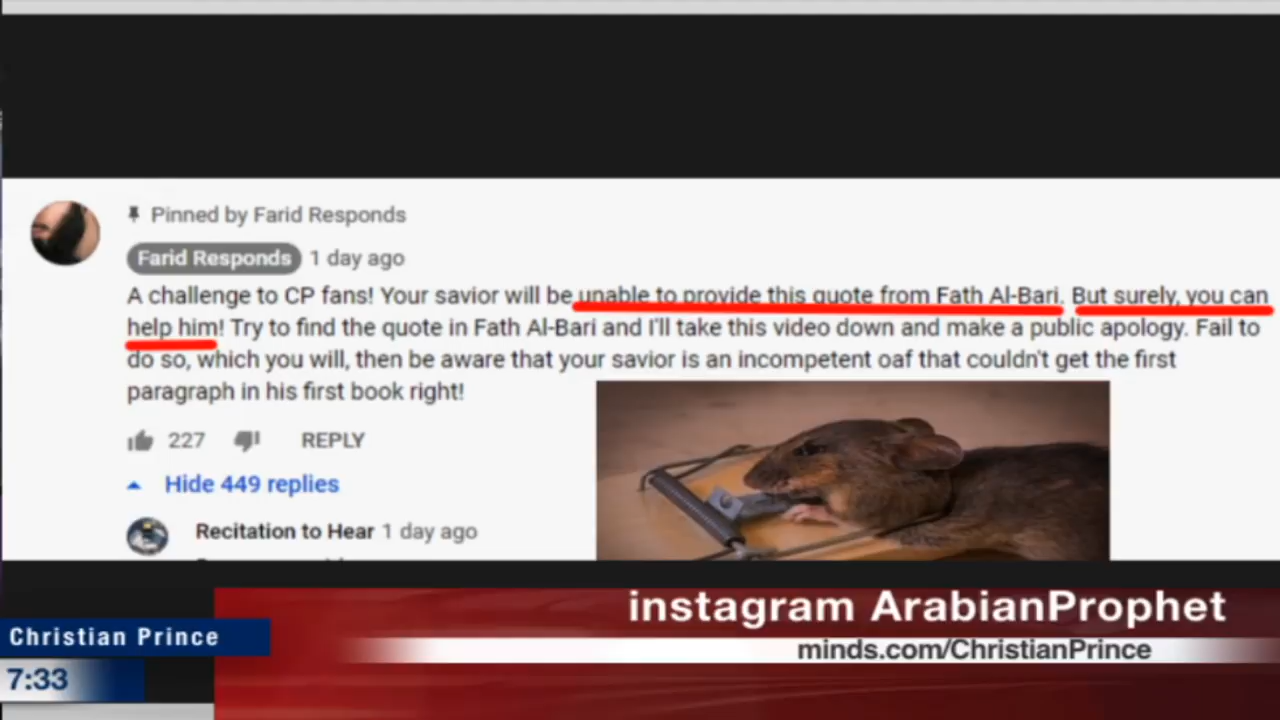 Pinned by Farid Responds
Farid Responds 1 day ago
A challenge to CP fans! Your savior will be unable to provide this quote from Fath Al-Bari. But surely, you can
help him! Try to find the quote in Fath Al-Bari and I'll take this video down and make a public apology. Fail to
do so, which you will, then be aware that your savior is an incompetent oaf that couldn't get the first
paragraph in his first book right!
227 REPLY
Hide 449 replies
Recitation to Hear 1 day ago
instagram ArabianProphet
Christian Prince
minds.com/ChristianPrince
7:33